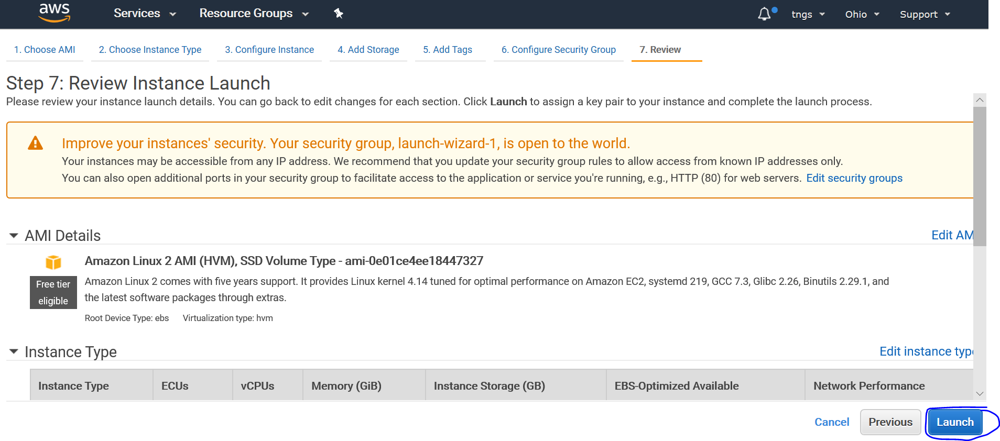 aws Services Resource Groups tngs Ohio Support
1. Choose AMI 2. Choose Instance Type 3. Configure Instance 4. Add Storage 5. Add Tags 6. Configure Security Group 7. Review
Step 7: Review Instance Launch
Please review your instance launch details. You can go back to edit changes for each section. Click Launch to assign a key pair to your instance and complete the launch process.
Improve your instances' security. Your security group, launch-wizard-1, is open to the world.
Your instances may be accessible from any IP address. We recommend that you update your security group rules to allow access from known IP addresses only.
You can also open additional ports in your security group to facilitate access to the application or service you're running, e.g., HTTP (80) for web servers. Edit security groups
AMI Details Edit AM
Amazon Linux 2 AMI (HVM), SSD Volume Type - ami-0e01ce4ee18447327
Free tier
eligible
Amazon Linux 2 comes with five years support. It provides Linux kernel 4.14 tuned for optimal performance on Amazon EC2, systemd 219, GCC 7.3, Glibc 2.26, Binutils 2.29.1, and
the latest software packages through extras.
Root Device Type: ebs Virtualization type: hvm
Instance Type Edit instance type
Instance Type ECUs vCPUs Memory (GiB) Instance Storage (GB) EBS-Optimized Available Network Performance
Cancel Previous Launch